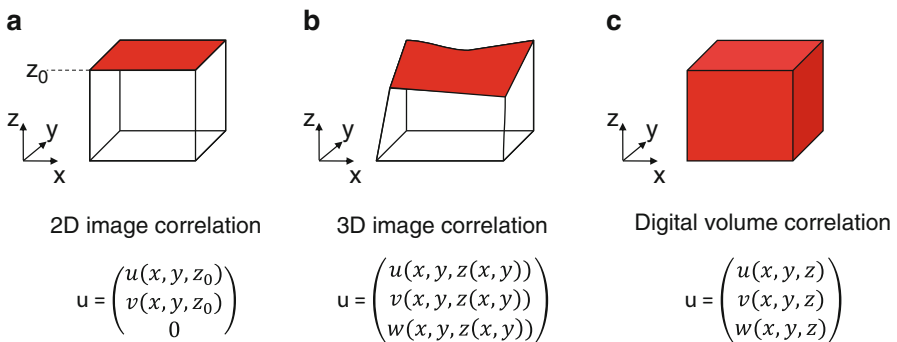 a
z₀
z
y
x
2D image correlation
u = (u(x, y, z₀)
v(x, y, z₀)
0)
b
z
y
x
3D image correlation
u = (u(x, y, z(x, y))
v(x, y, z(x, y))
w(x, y, z(x, y)))
c
z
y
x
Digital volume correlation
u = (u(x, y, z)
v(x, y, z)
w(x, y, z))